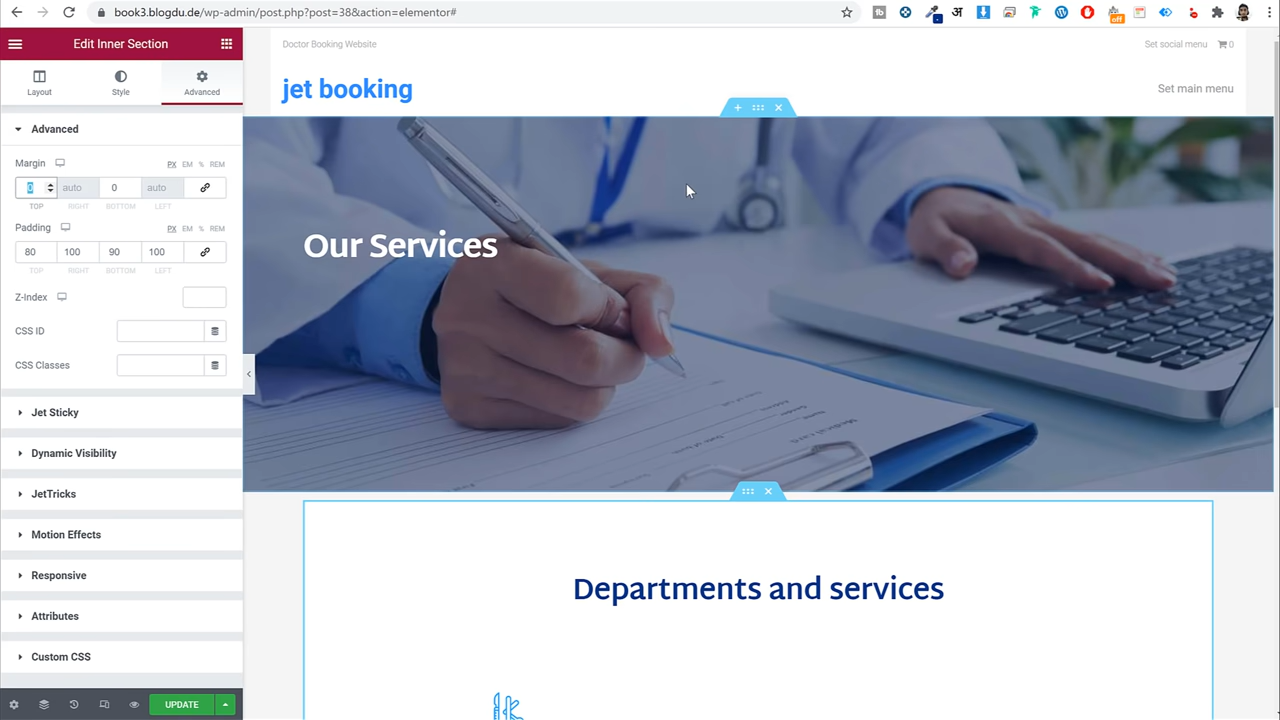 book3.blogdu.de/wp-admin/post.php?post=38&action=elementor#
अ
off
Edit Inner Section
Layout
Style
Advanced
Advanced
Margin
PX EM % REM
0 auto 0 auto
TOP RIGHT BOTTOM LEFT
Padding
PX EM % REM
80 100 90 100
TOP RIGHT BOTTOM LEFT
Z-Index
CSS ID
CSS Classes
Jet Sticky
Dynamic Visibility
JetTricks
Motion Effects
Responsive
Attributes
Custom CSS
UPDATE
Doctor Booking Website
Set social menu 0
jet booking
Set main menu
Our Services
Departments and services